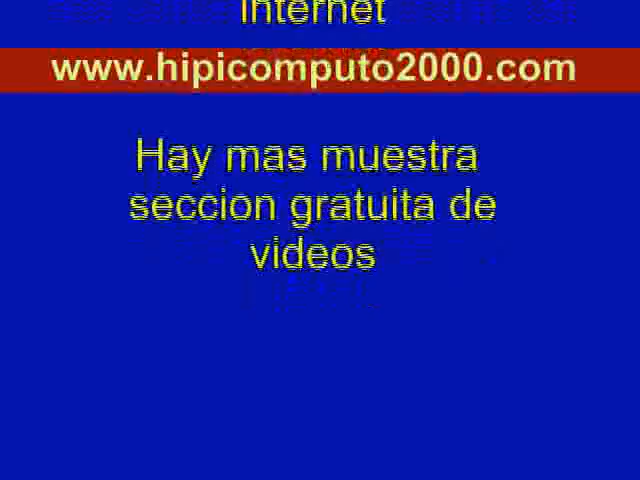 internet
www.hipicomputo2000.com
Hay mas muestra
seccion gratuita de
videos